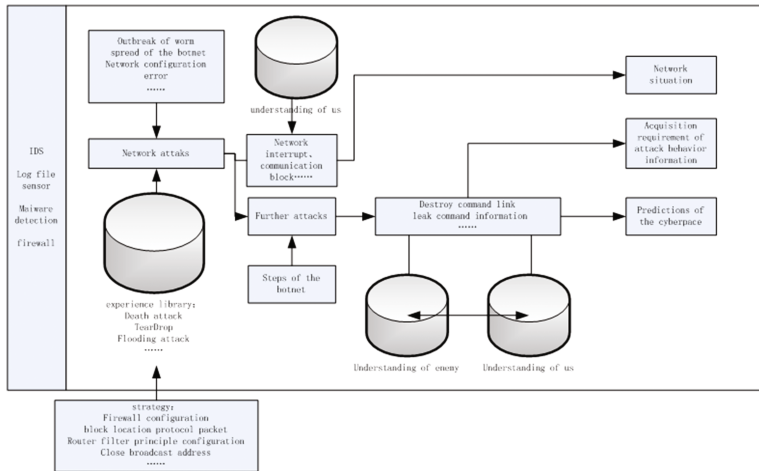 IDS
Log file
sensor
Maiware
detection
firewall
Outbreak of worm
spread of the botnet
Network configuration
error
......
understanding of us
Network
situation
Network attaks
Network
interrupt、
communication
block......
Acquisition
requirement of
attack behavior
information
Further attacks
Destroy command link
leak command information
......
Predictions of
the cyberpace
Steps of the
botnet
experience library:
Death attack
TearDrop
Flooding attack
......
Understanding of enemy
Understanding of us
strategy:
Firewall configuration
block location protocol packet
Router filter principle configuration
Close broadcast address
......